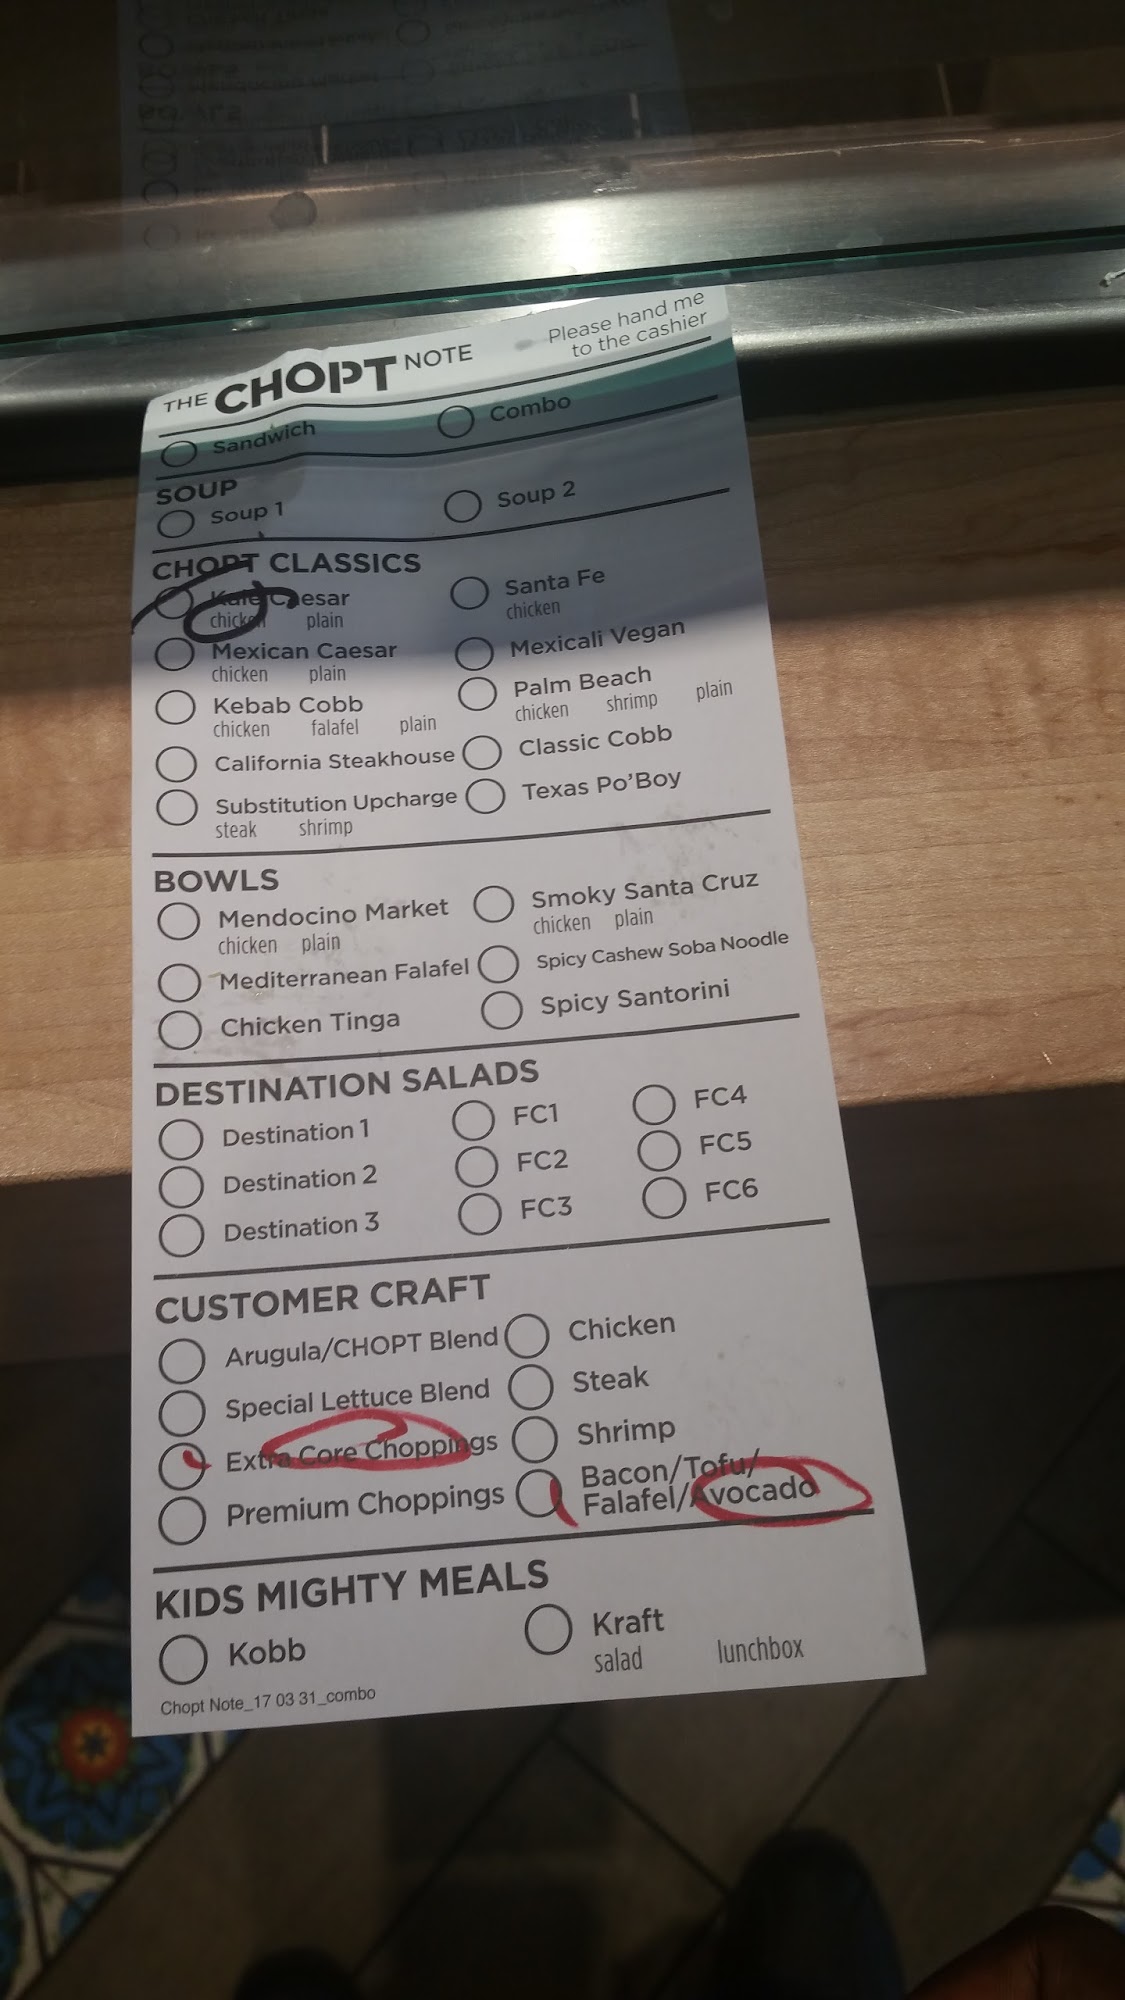 THE CHOPT NOTE
Please hand me
to the cashier
Sandwich Combo
SOUP
Soup 1 Soup 2
CHOPT CLASSICS
Kale Caesar
chicken plain
Santa Fe
chicken
Mexican Caesar
chicken plain
Mexicali Vegan
Kebab Cobb
chicken falafel plain
Palm Beach
chicken shrimp plain
California Steakhouse
Classic Cobb
Substitution Upcharge
steak shrimp
Texas Po'Boy
BOWLS
Mendocino Market
chicken plain
Smoky Santa Cruz
chicken plain
Mediterranean Falafel
Spicy Cashew Soba Noodle
Chicken Tinga
Spicy Santorini
DESTINATION SALADS
Destination 1 FC1 FC4
Destination 2 FC2 FC5
Destination 3 FC3 FC6
CUSTOMER CRAFT
Arugula/CHOPT Blend Chicken
Special Lettuce Blend Steak
Extra Core Choppings Shrimp
Premium Choppings
Bacon/Tofu/
Falafel/Avocado
KIDS MIGHTY MEALS
Kobb
Kraft
salad lunchbox
Chopt Note_17 03 31_combo